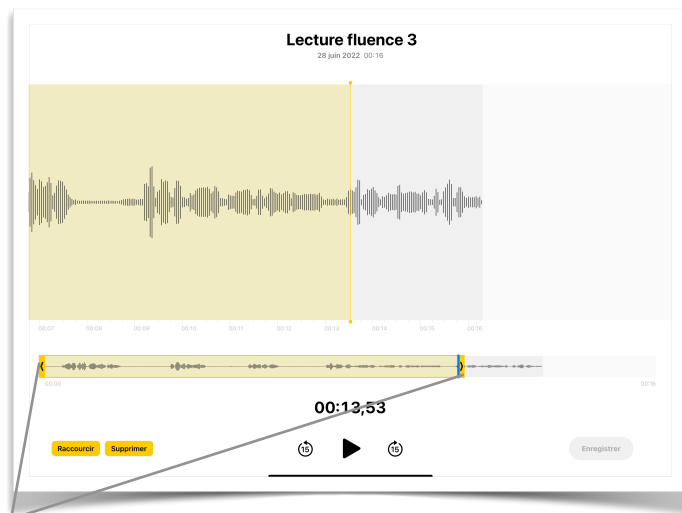 Lecture fluence 3
28 juin 2022 00:16
00:07 00:08 00:09 00:10 00:11 00:12 00:13 00:14 00:15 00:16
00:00 00:16
00:13,53
Raccourcir Supprimer 15 15 Enregistrer